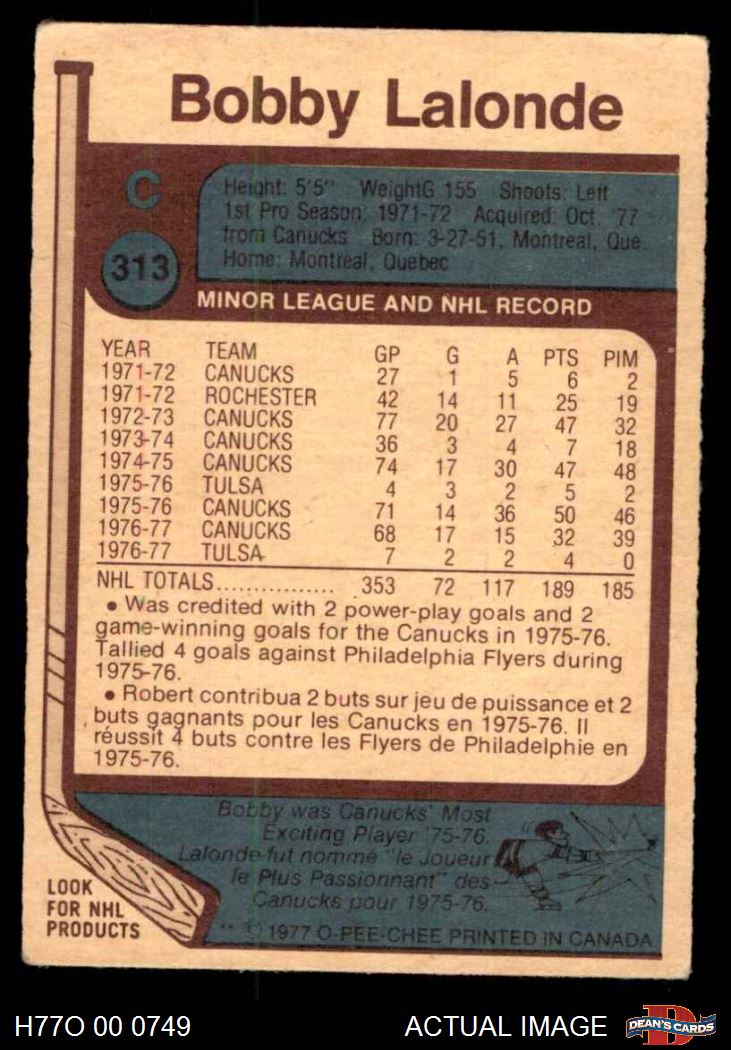 Bobby Lalonde
C
313
Height: 5'5" WeightG 155 Shoots: Left
1st Pro Season: 1971-72 Acquired: Oct. '77
from Canucks Born: 3-27-51, Montreal, Que.
Home: Montreal, Quebec
MINOR LEAGUE AND NHL RECORD
YEAR TEAM GP G A PTS PIM
1971-72 CANUCKS 27 1 5 6 2
1971-72 ROCHESTER 42 14 11 25 19
1972-73 CANUCKS 77 20 27 47 32
1973-74 CANUCKS 36 3 4 7 18
1974-75 CANUCKS 74 17 30 47 48
1975-76 TULSA 4 3 2 5 2
1975-76 CANUCKS 71 14 36 50 46
1976-77 CANUCKS 68 17 15 32 39
1976-77 TULSA 7 2 2 4 0
NHL TOTALS................ 353 72 117 189 185
• Was credited with 2 power-play goals and 2
game-winning goals for the Canucks in 1975-76.
Tallied 4 goals against Philadelphia Flyers during
1975-76.
• Robert contribua 2 buts sur jeu de puissance et 2
buts gagnants pour les Canucks en 1975-76. Il
réussit 4 buts contre les Flyers de Philadelphie en
1975-76.
Bobby was Canucks' Most
Exciting Player '75-76.
Lalonde fut nommé "le Joueur
le Plus Passionnant" des
Canucks pour 1975-76.
LOOK
FOR NHL
PRODUCTS
** © 1977 O-PEE-CHEE PRINTED IN CANADA
H77O 00 0749
ACTUAL IMAGE
D
DEAN'S CARDS